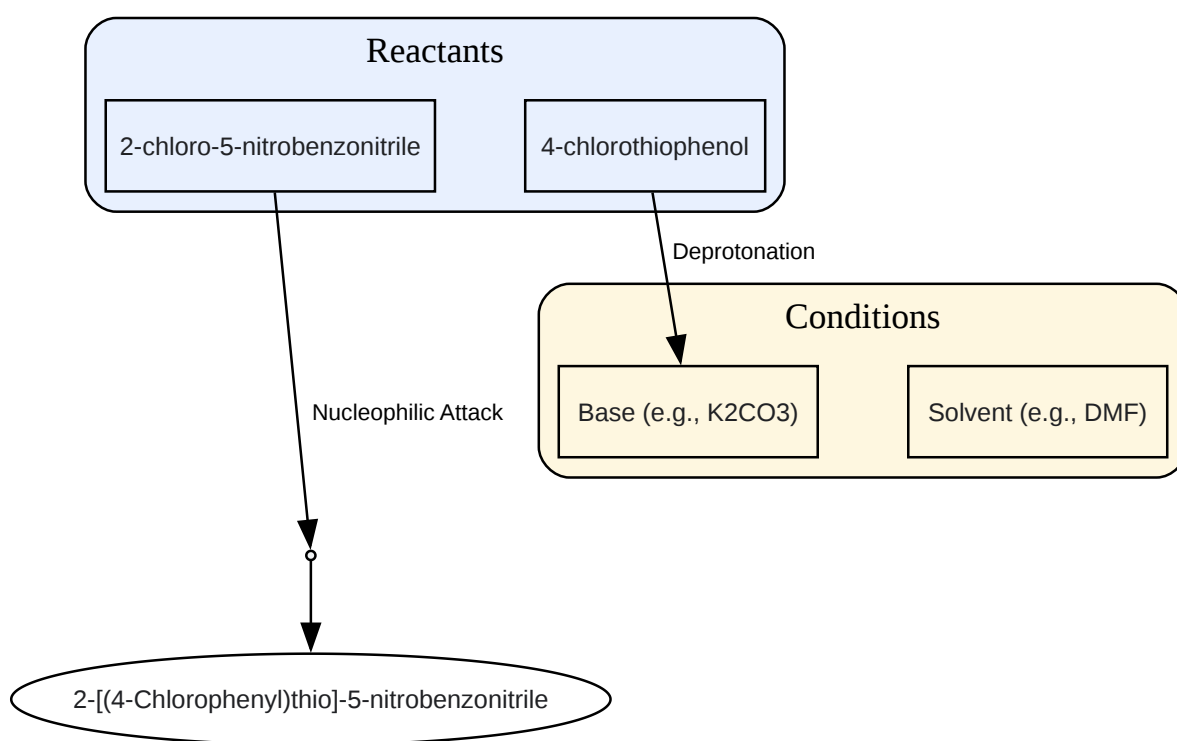 Reactants
2-chloro-5-nitrobenzonitrile
4-chlorothiophenol
Deprotonation
Conditions
Base (e.g., K2CO3)
Solvent (e.g., DMF)
Nucleophilic Attack
2-[(4-Chlorophenyl)thio]-5-nitrobenzonitrile